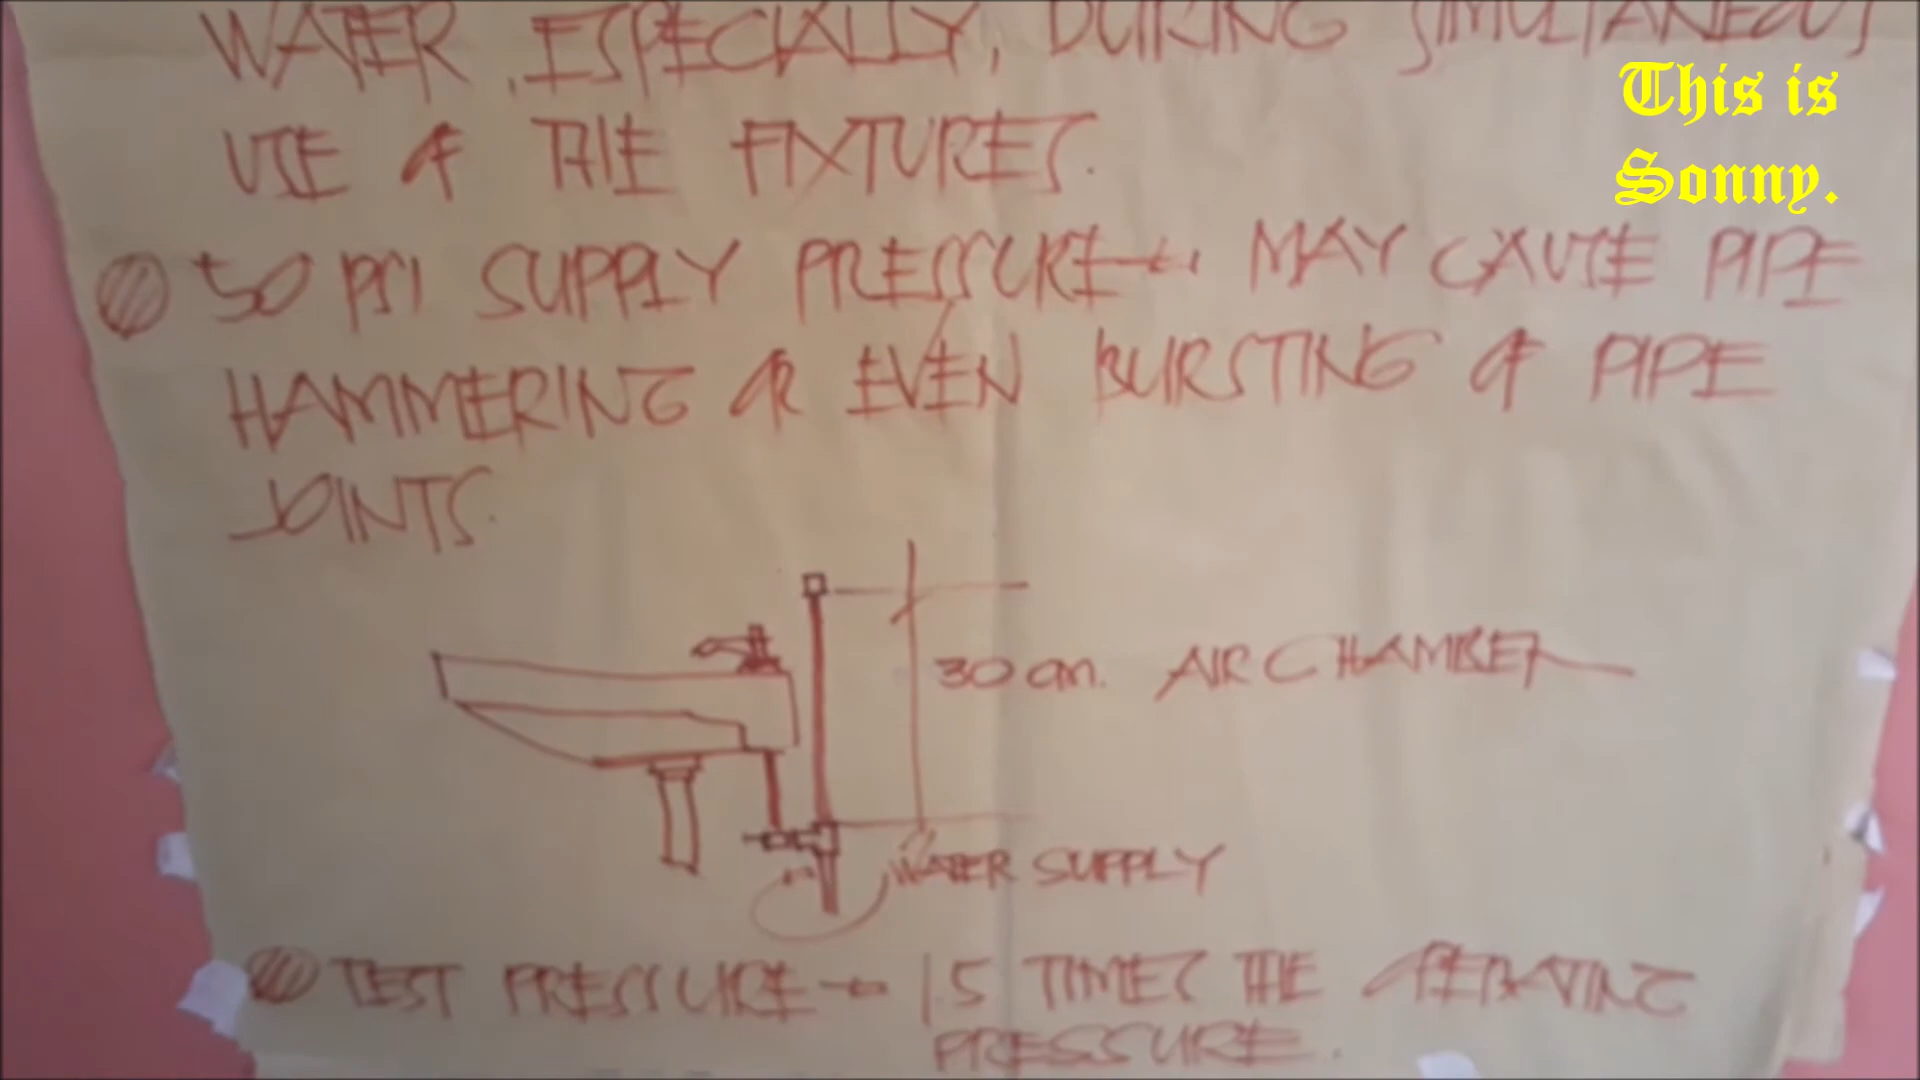 WATER, ESPECIALLY, DURING SIMULTANEOUS
USE OF THE FIXTURES.
This is
Sonny.
50 PSI SUPPLY PRESSURE → MAY CAUSE PIPE
HAMMERING OR EVEN BURSTING OF PIPE
JOINTS.
30 cm. AIR CHAMBER
WATER SUPPLY
TEST PRESSURE → 1.5 TIMES THE OPERATING
PRESSURE.